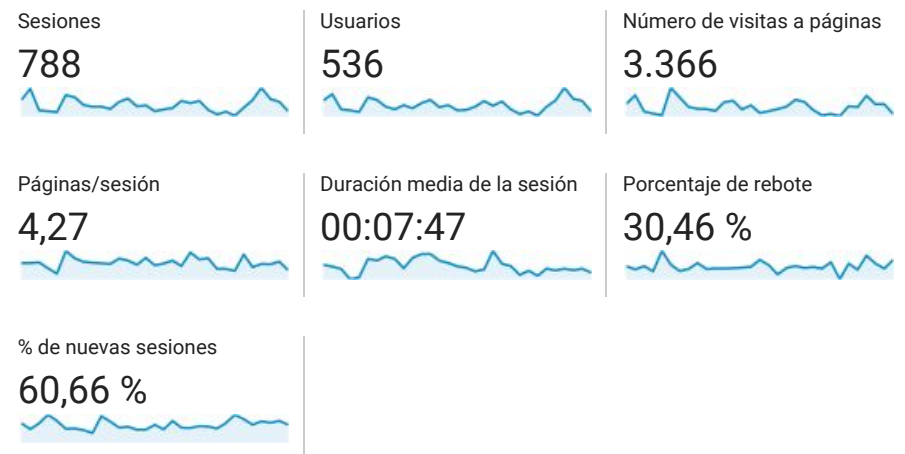 Sesiones
788
Usuarios
536
Número de visitas a páginas
3.366
Páginas/sesión
4,27
Duración media de la sesión
00:07:47
Porcentaje de rebote
30,46 %
% de nuevas sesiones
60,66 %